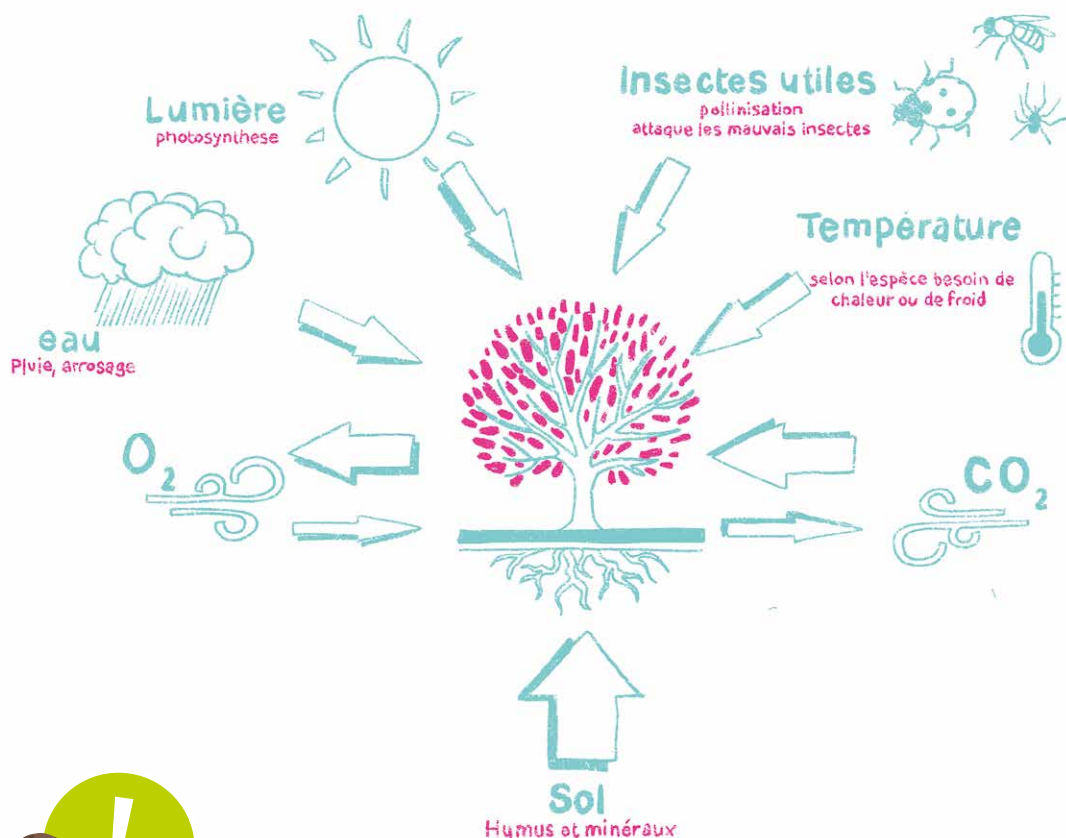 Lumière
photosynthese
Insectes utiles
pollinisation
attaque les mauvais insectes
Température
selon l'espèce besoin de
chaleur ou de froid
eau
Pluie, arrosage
O2
CO2
Sol
Humus et minéraux
!